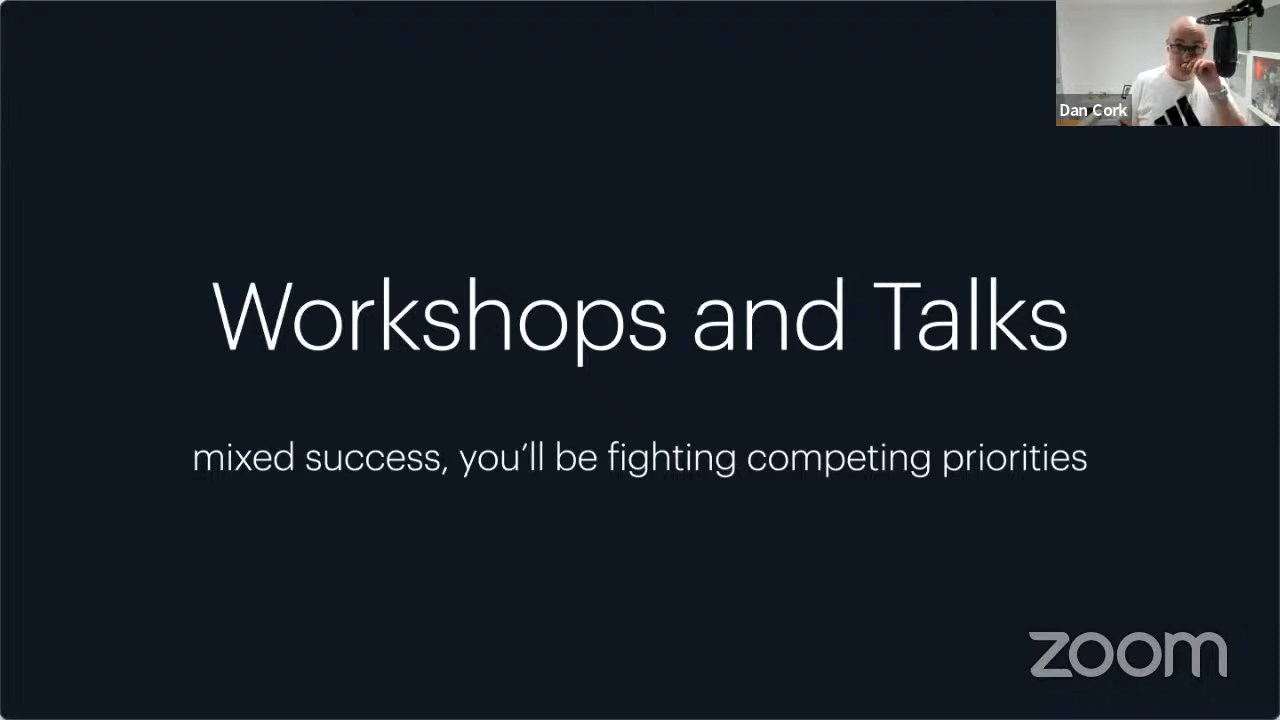 Dan Cork
Workshops and Talks
mixed success, you’ll be fighting competing priorities
zoom